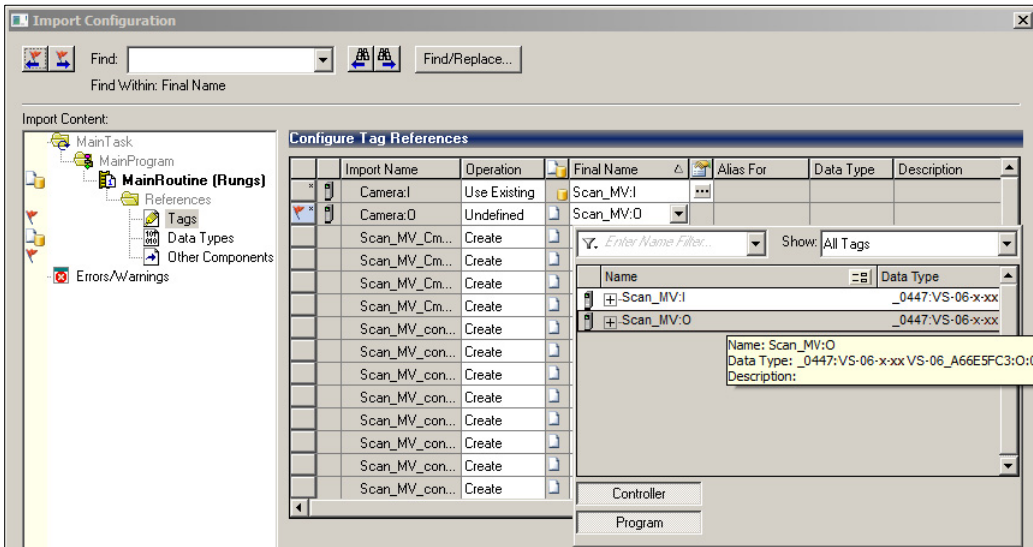 Import Configuration
Find:
Find/Replace...
Find Within: Final Name
Import Content:
MainTask
MainProgram
MainRoutine (Rungs)
References
Tags
Data Types
Other Components
Errors/Warnings
Configure Tag References
Import Name Operation Final Name Alias For Data Type Description
Camera:I Use Existing Scan_MV:I ...
Camera:O Undefined Scan_MV:O
Scan_MV_Cm... Create
Scan_MV_Cm... Create
Scan_MV_Cm... Create
Scan_MV_Cm... Create
Scan_MV_con... Create
Scan_MV_con... Create
Scan_MV_con... Create
Scan_MV_con... Create
Scan_MV_con... Create
Scan_MV_con... Create
Scan_MV_con... Create
Scan_MV_con... Create
Enter Name Filter... Show: All Tags
Name Data Type
Scan_MV:I _0447:VS-06-x-xx
Scan_MV:O _0447:VS-06-x-xx
Name: Scan_MV:O
Data Type: _0447:VS-06-x-xx VS-06_A66E5FC3:O:0
Description:
Controller
Program